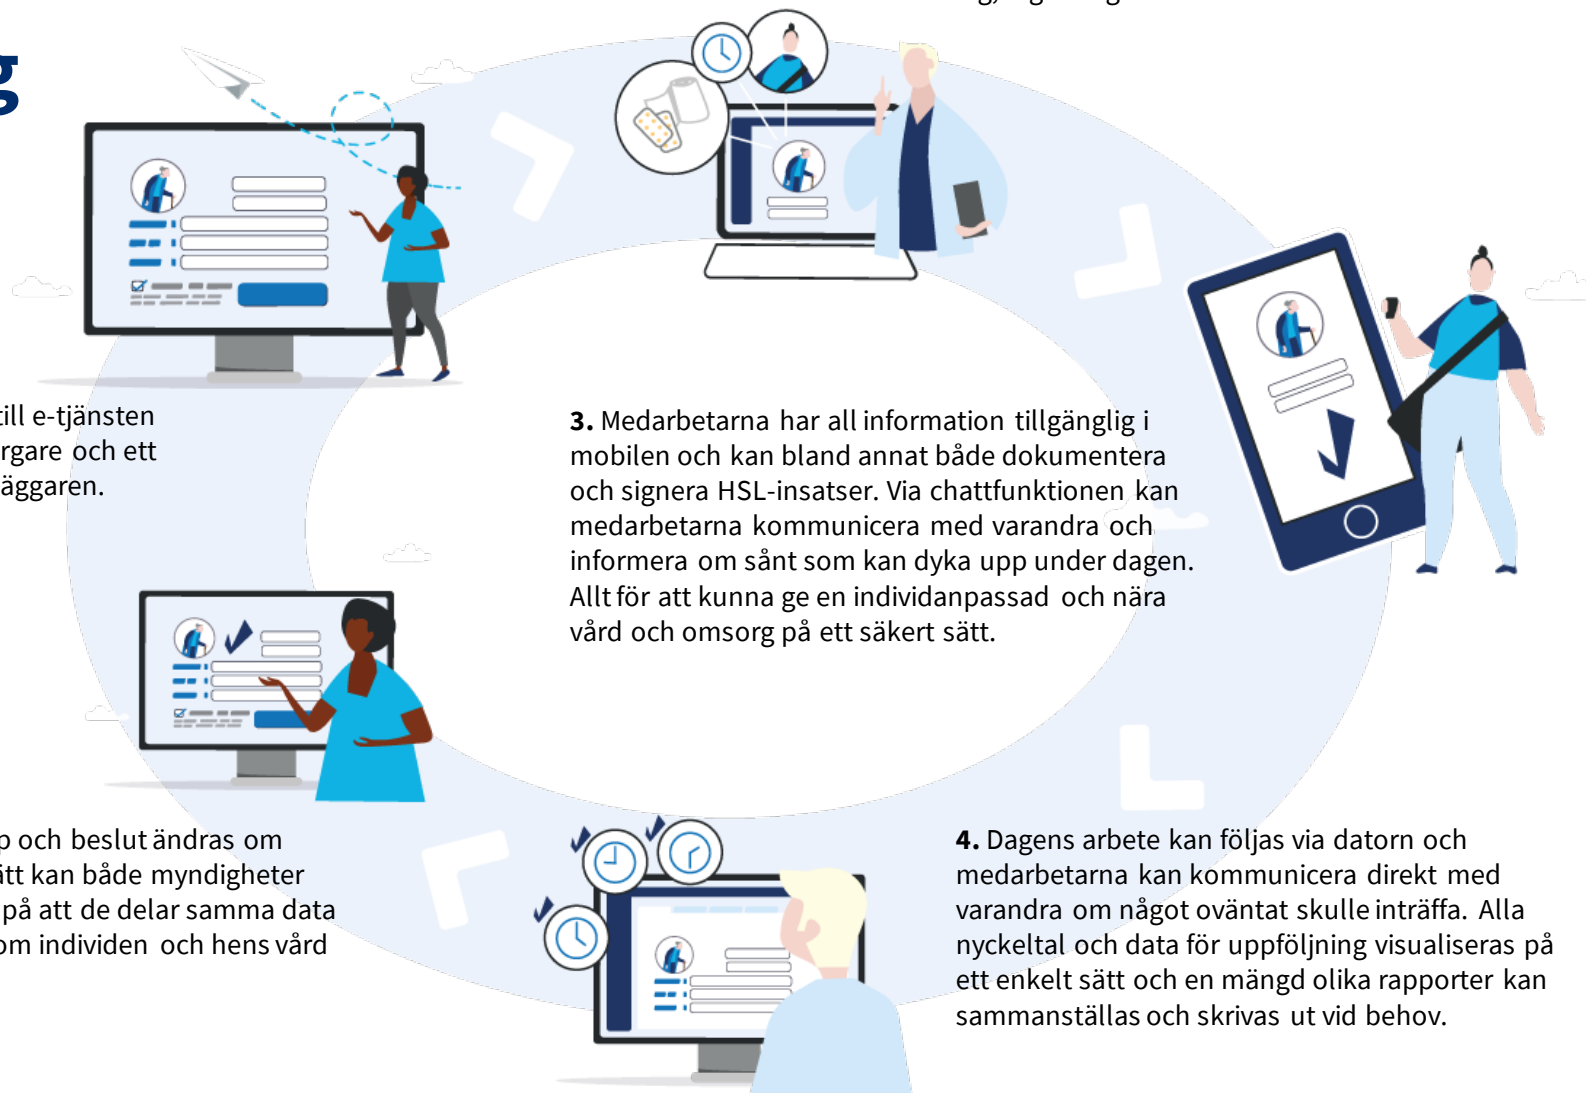 g
till e-tjänsten
rgare och ett
äggaren.
3. Medarbetarna har all information tillgänglig i
mobilen och kan bland annat både dokumentera
och signera HSL-insatser. Via chattfunktionen kan
medarbetarna kommunicera med varandra och
informera om sånt som kan dyka upp under dagen.
Allt för att kunna ge en individanpassad och nära
vård och omsorg på ett säkert sätt.
p och beslut ändras om
ätt kan både myndigheter
på att de delar samma data
om individen och hens vård
4. Dagens arbete kan följas via datorn och
medarbetarna kan kommunicera direkt med
varandra om något oväntat skulle inträffa. Alla
nyckeltal och data för uppföljning visualiseras på
ett enkelt sätt och en mängd olika rapporter kan
sammanställas och skrivas ut vid behov.